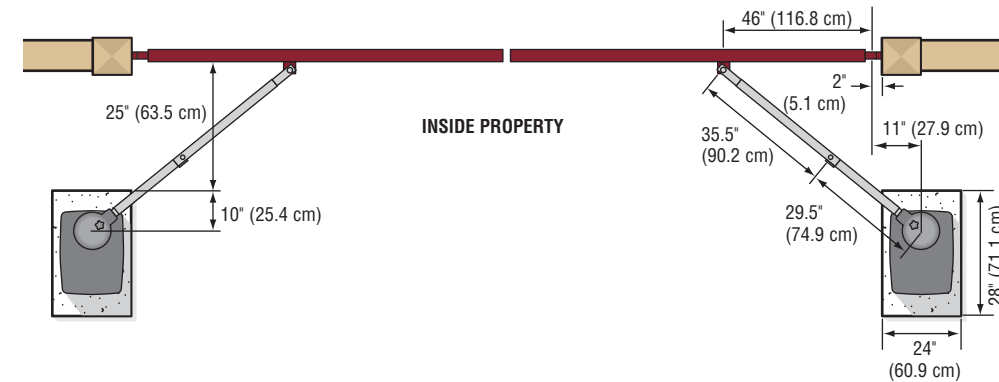 46" (116.8 cm)
25" (63.5 cm)
2"
(5.1 cm)
INSIDE PROPERTY
11" (27.9 cm)
35.5"
(90.2 cm)
10" (25.4 cm)
29.5"
(74.9 cm)
28" (71.1 cm)
24"
(60.9 cm)